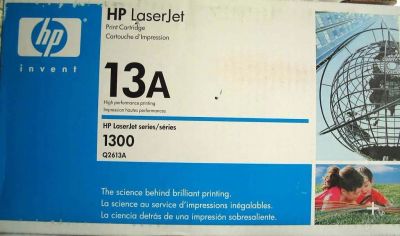 hp
invent
HP LaserJet
Print Cartridge
Cartouche d'Impression
13A
High performance printing
Impression hautes performances
HP LaserJet series/séries
1300
Q2613A
The science behind brilliant printing.
La science au service d'impressions inégalables.
La ciencia detrás de una impresión sobresaliente.